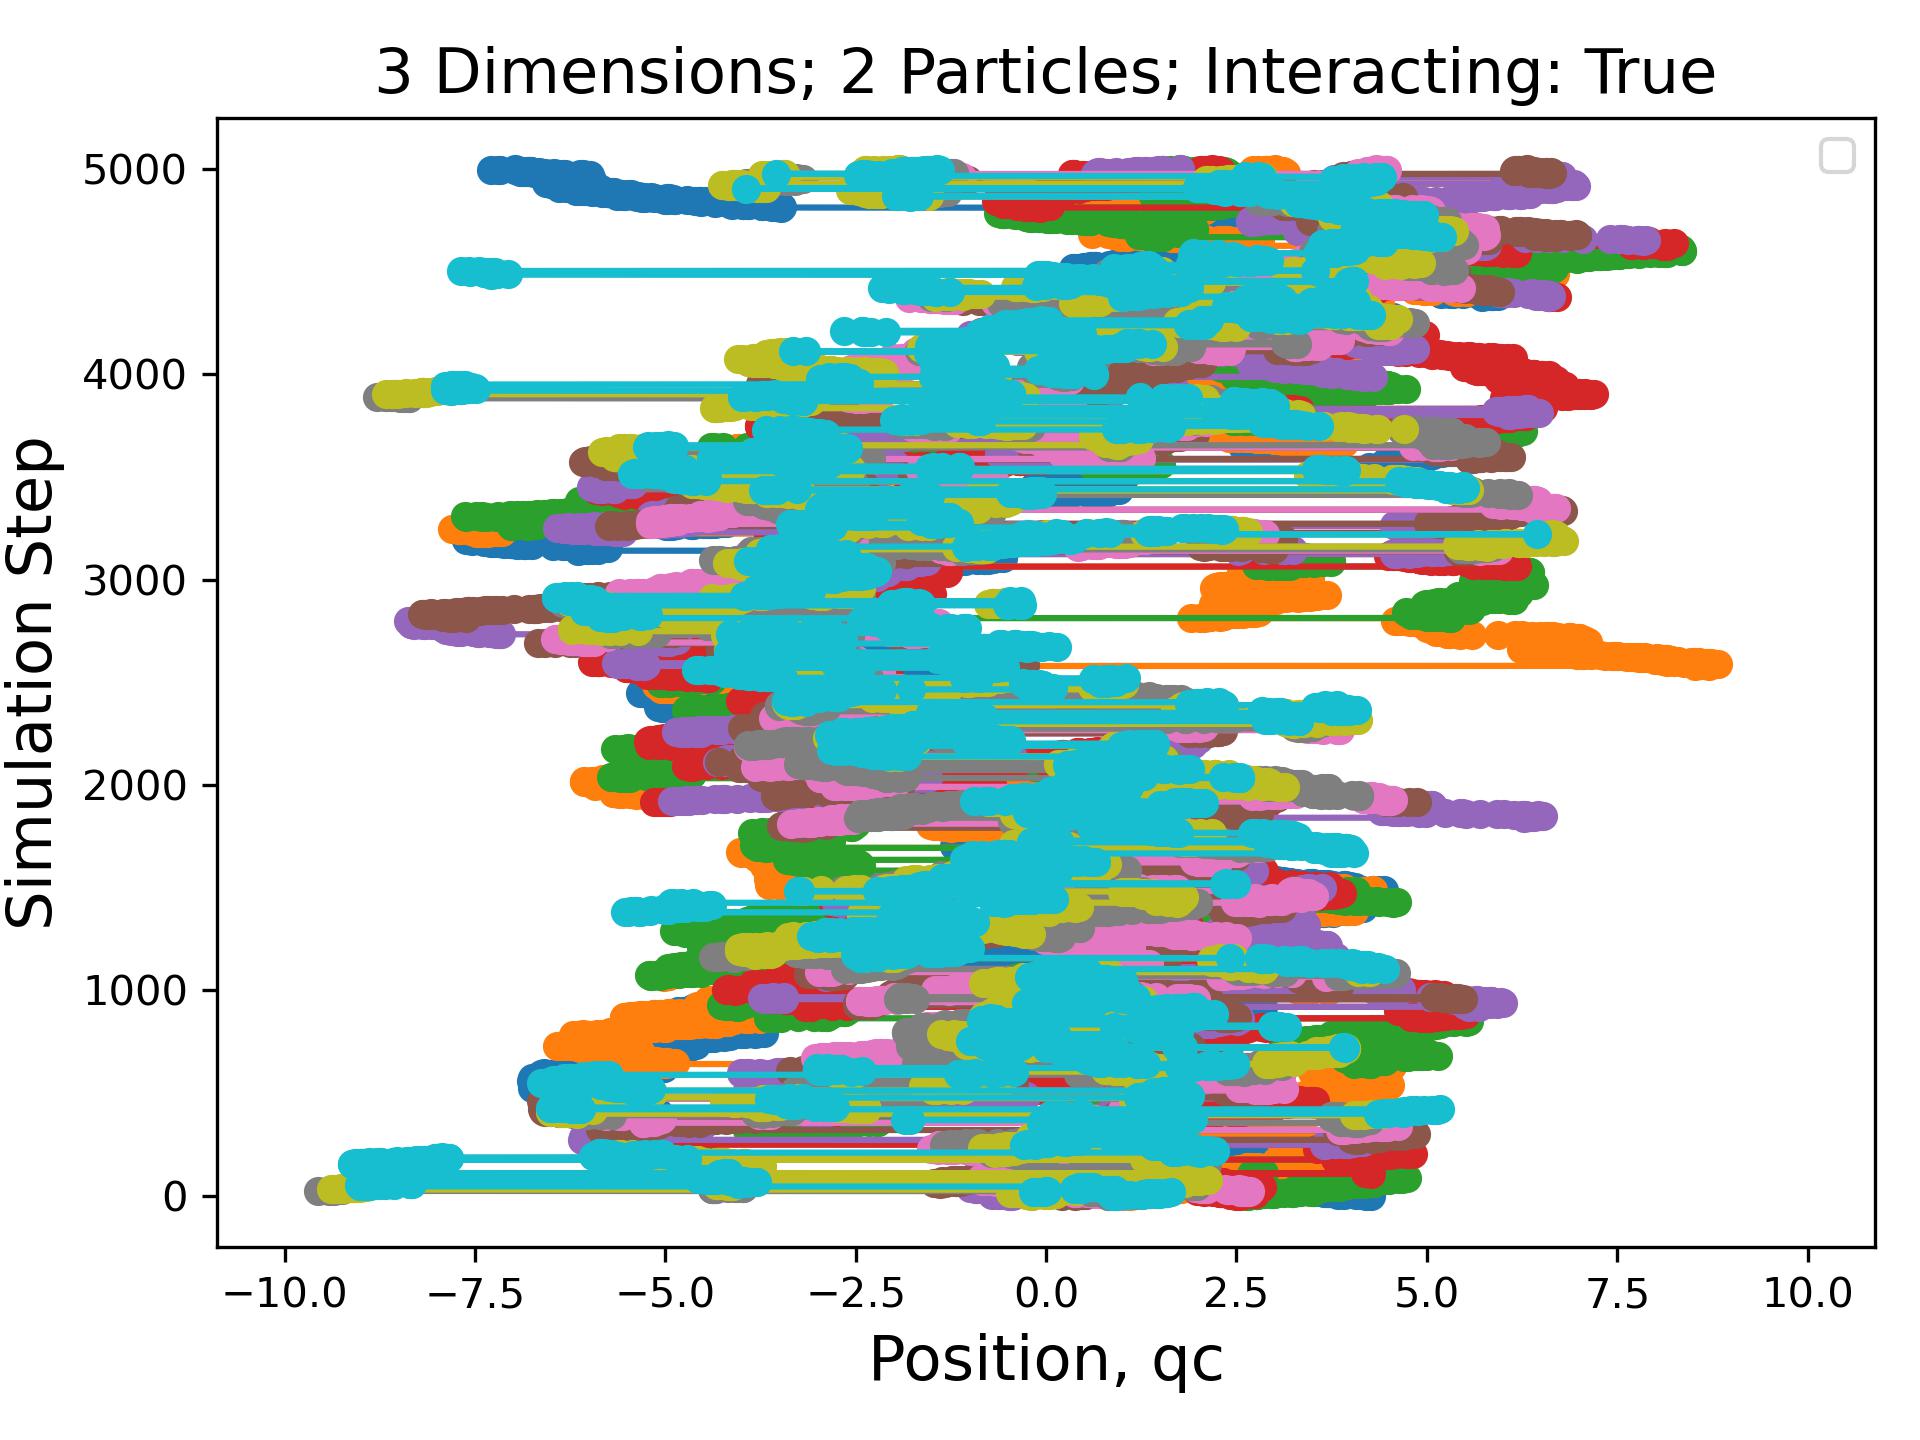 3 Dimensions; 2 Particles; Interacting: True
Simulation Step
5000
4000
3000
2000
1000
0
−10.0 −7.5 −5.0 −2.5 0.0 2.5 5.0 7.5 10.0
Position, qc